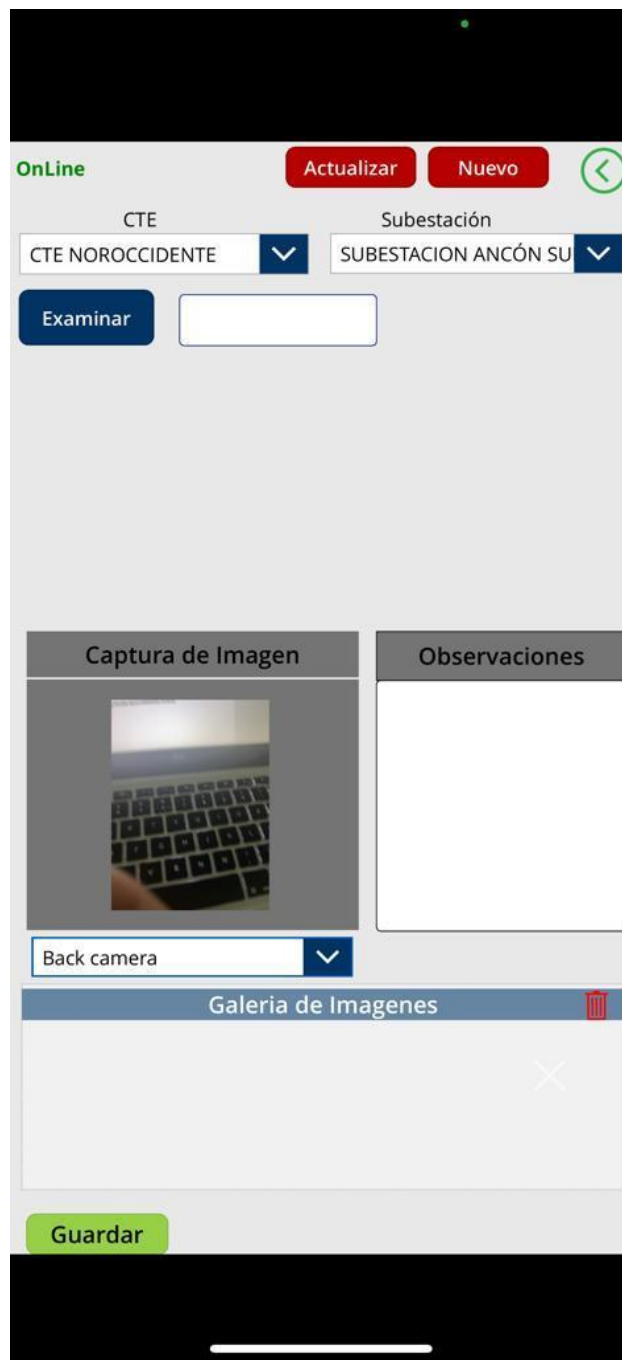 OnLine
Actualizar
Nuevo
CTE
Subestación
CTE NOROCCIDENTE
SUBESTACION ANCÓN SU
Examinar
Captura de Imagen
Observaciones
Back camera
Galeria de Imagenes
Guardar